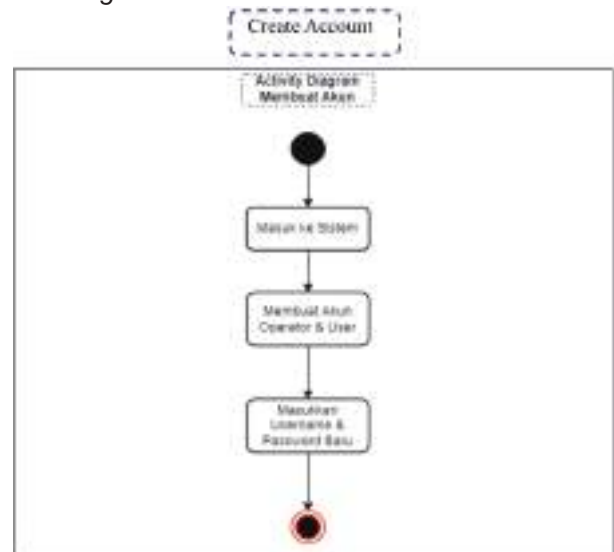 Create Account
Activity Diagram
Membuat Akun
Masuk ke Sistem
Membuat Akun
Operator & User
Masukkan
Username &
Password Baru